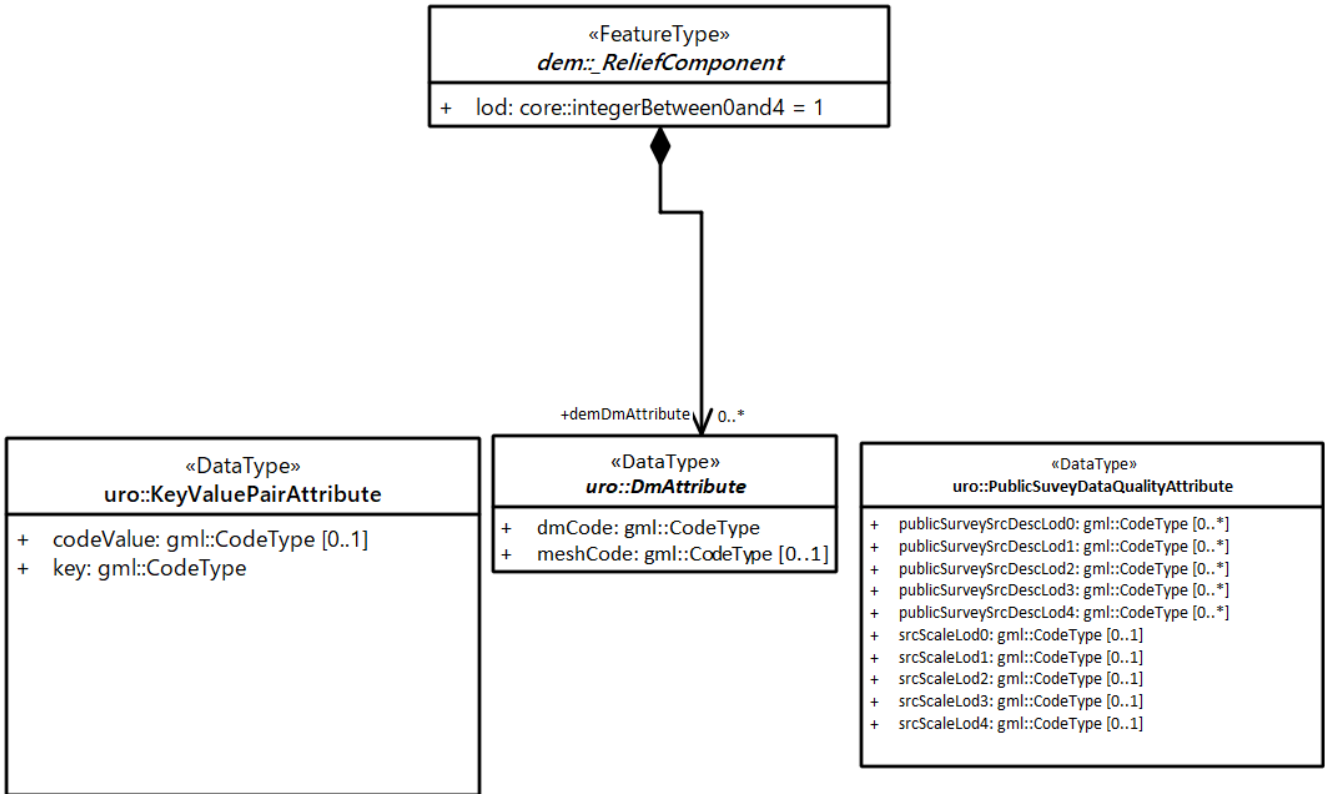 «FeatureType»
dem::_ReliefComponent
+ lod: core::integerBetween0and4 = 1
+demDmAttribute 0..*
«DataType»
uro::KeyValuePairAttribute
+ codeValue: gml::CodeType [0..1]
+ key: gml::CodeType
«DataType»
uro::DmAttribute
+ dmCode: gml::CodeType
+ meshCode: gml::CodeType [0..1]
«DataType»
uro::PublicSuveyDataQualityAttribute
+ publicSurveySrcDescLod0: gml::CodeType [0..*]
+ publicSurveySrcDescLod1: gml::CodeType [0..*]
+ publicSurveySrcDescLod2: gml::CodeType [0..*]
+ publicSurveySrcDescLod3: gml::CodeType [0..*]
+ publicSurveySrcDescLod4: gml::CodeType [0..*]
+ srcScaleLod0: gml::CodeType [0..1]
+ srcScaleLod1: gml::CodeType [0..1]
+ srcScaleLod2: gml::CodeType [0..1]
+ srcScaleLod3: gml::CodeType [0..1]
+ srcScaleLod4: gml::CodeType [0..1]